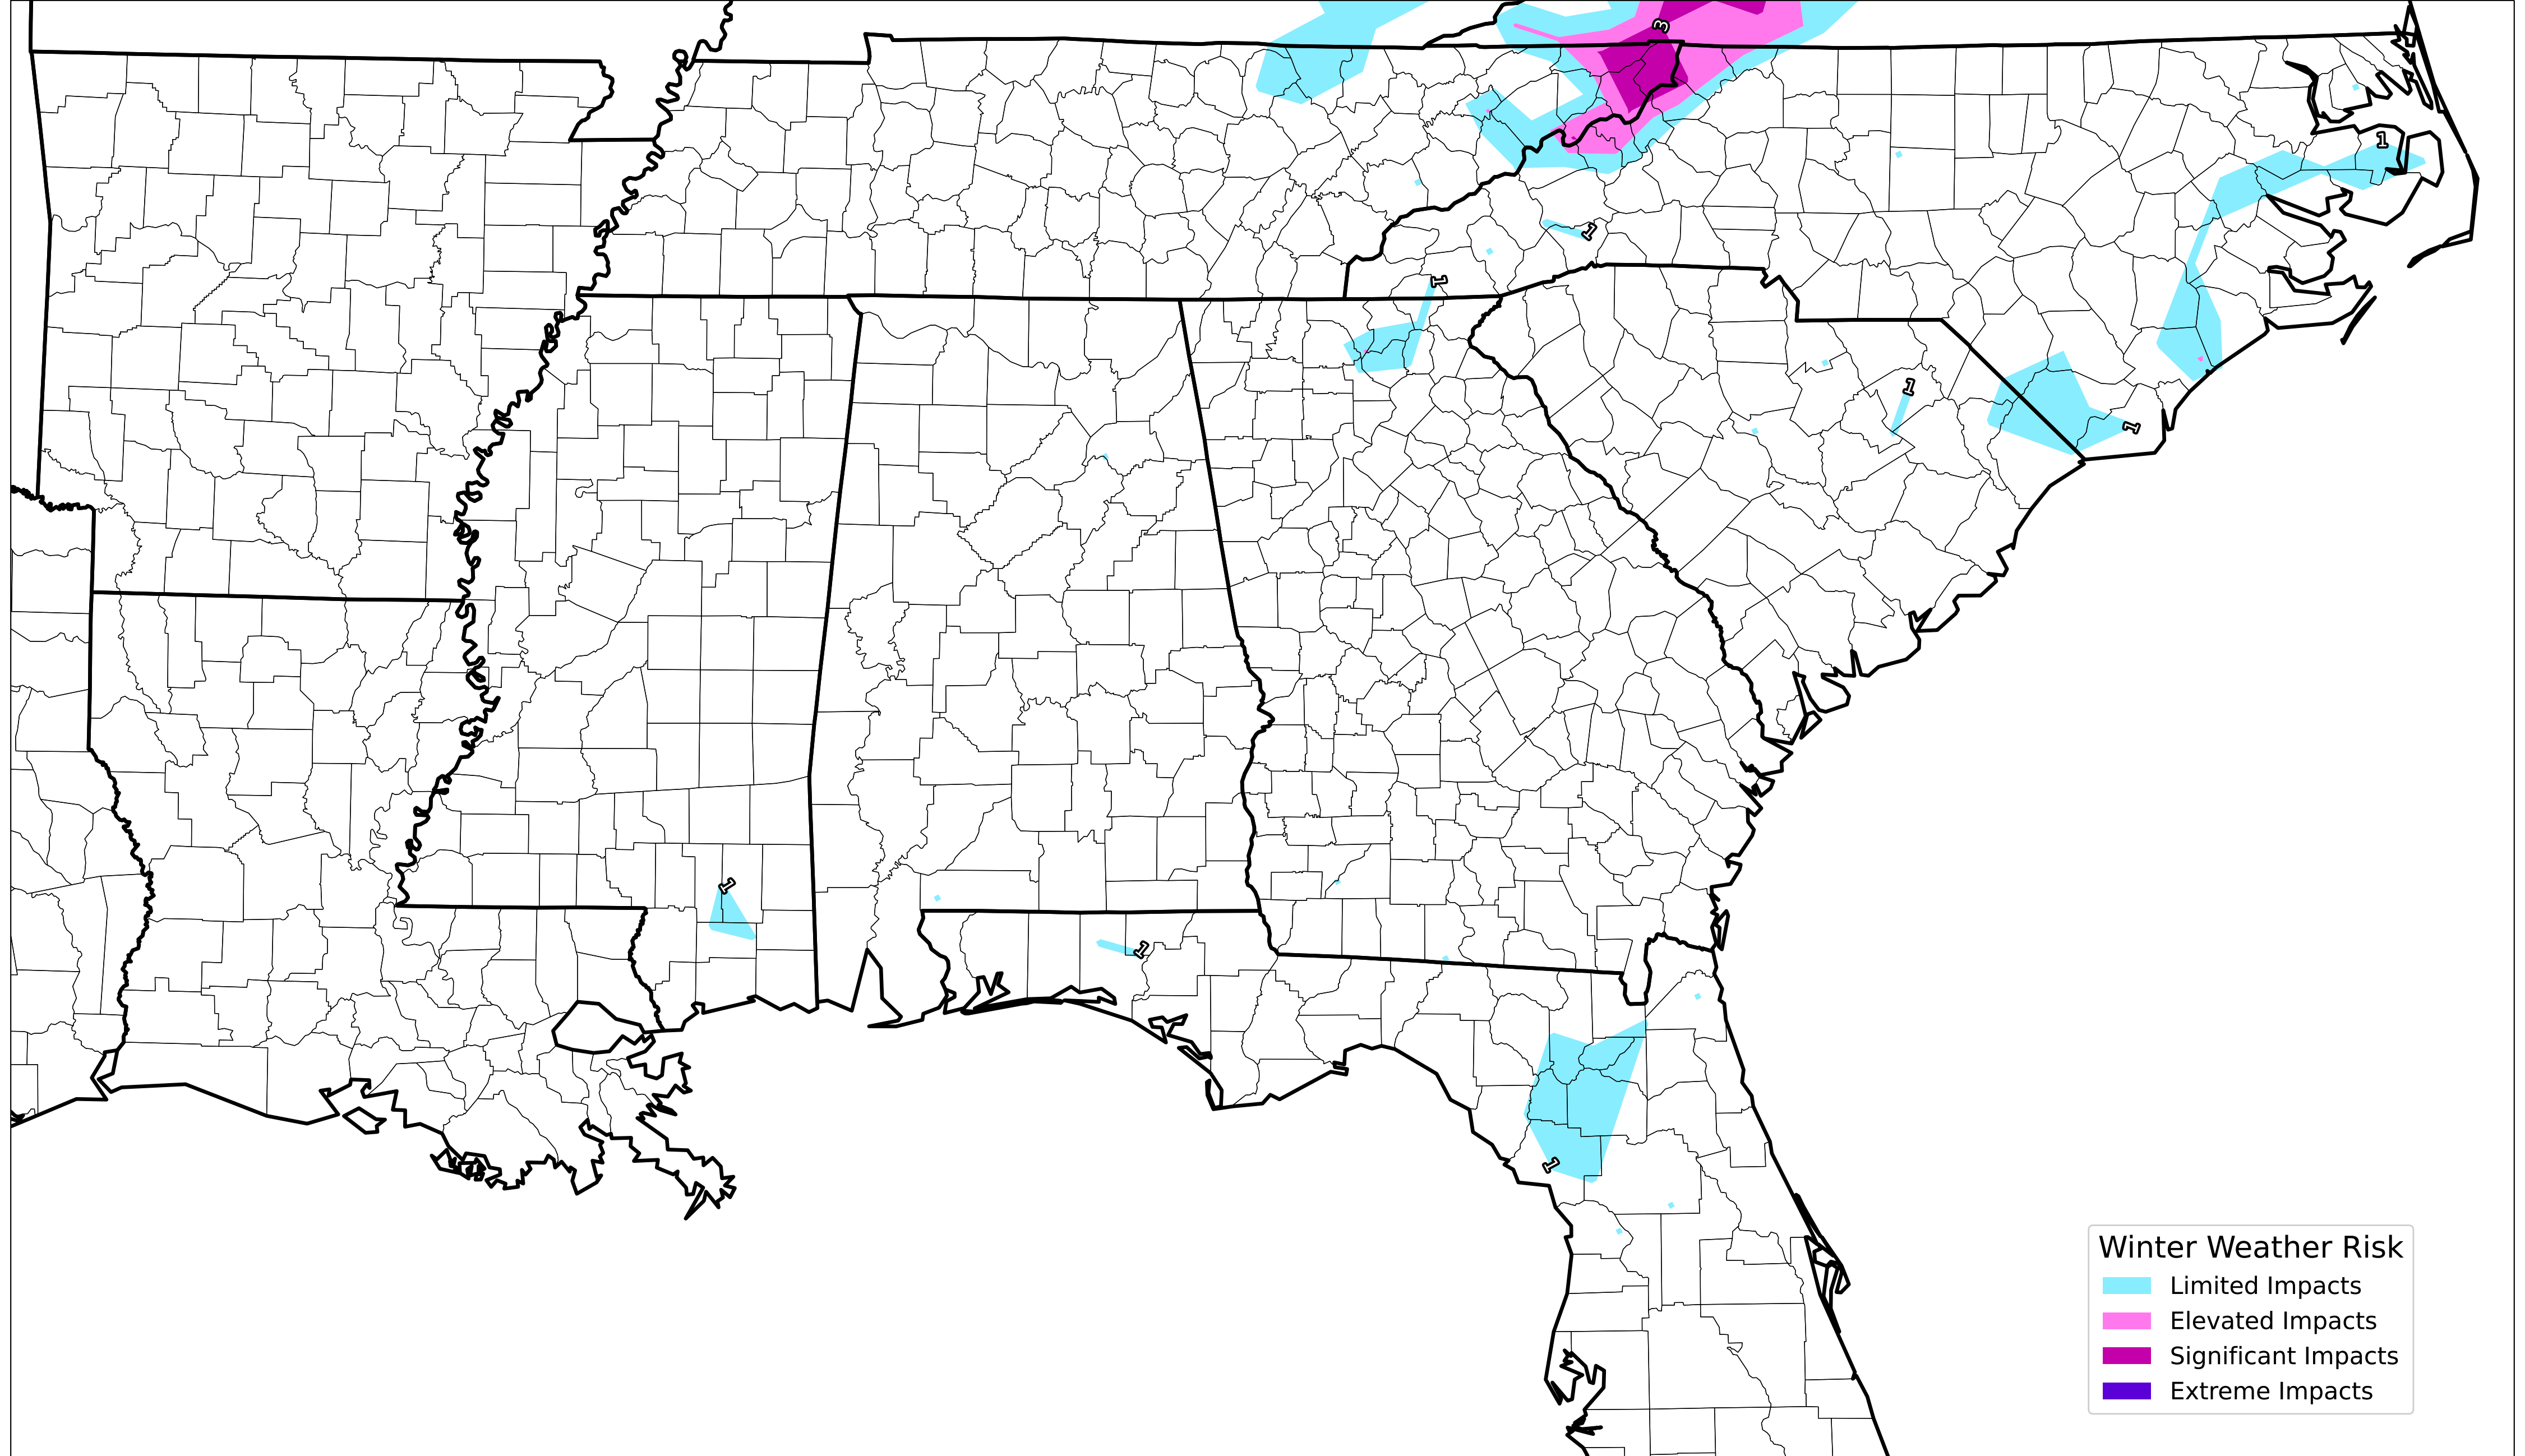 3
1
1
1
1
1
1
1
1
Winter Weather Risk
Limited Impacts
Elevated Impacts
Significant Impacts
Extreme Impacts